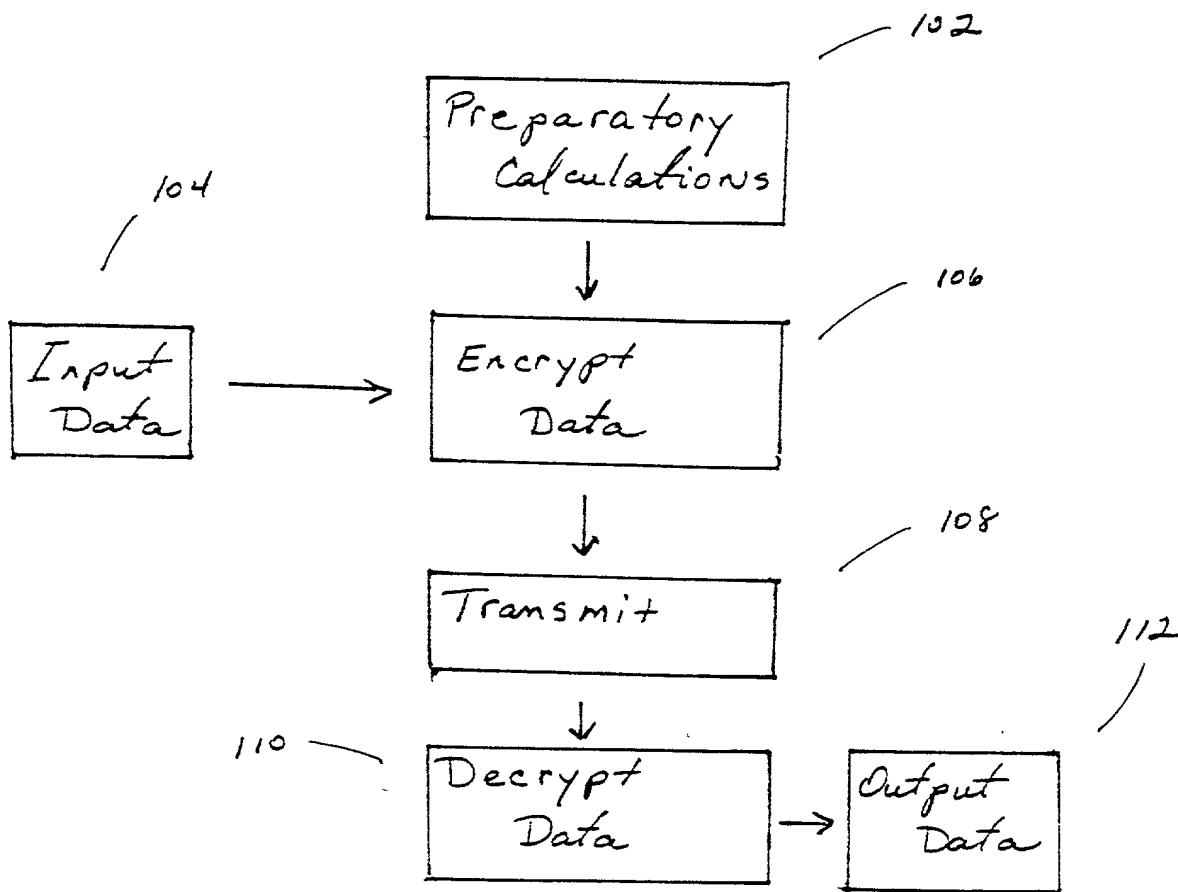 102
Preparatory
Calculations
104
106
Input
Data
Encrypt
Data
108
Transmit
112
110
Decrypt
Data
Output
Data